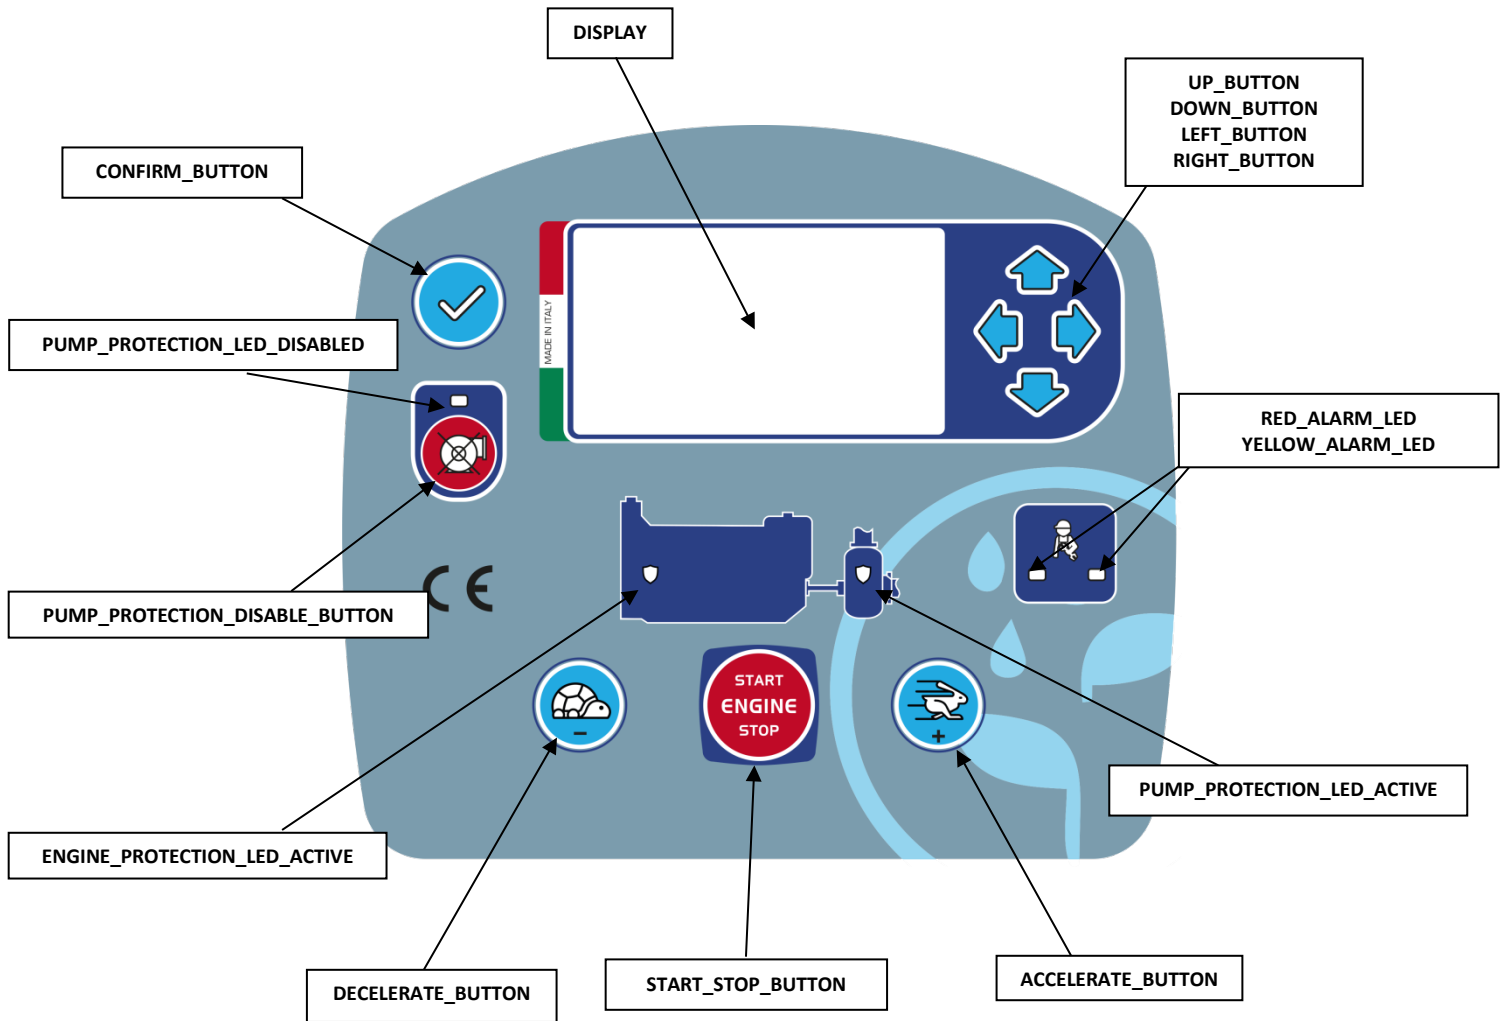 DISPLAY
UP_BUTTON
DOWN_BUTTON
LEFT_BUTTON
RIGHT_BUTTON
CONFIRM_BUTTON
MADE IN ITALY
PUMP_PROTECTION_LED_DISABLED
RED_ALARM_LED
YELLOW_ALARM_LED
PUMP_PROTECTION_DISABLE_BUTTON
CE
START
ENGINE
STOP
-
+
PUMP_PROTECTION_LED_ACTIVE
ENGINE_PROTECTION_LED_ACTIVE
DECELERATE_BUTTON
START_STOP_BUTTON
ACCELERATE_BUTTON